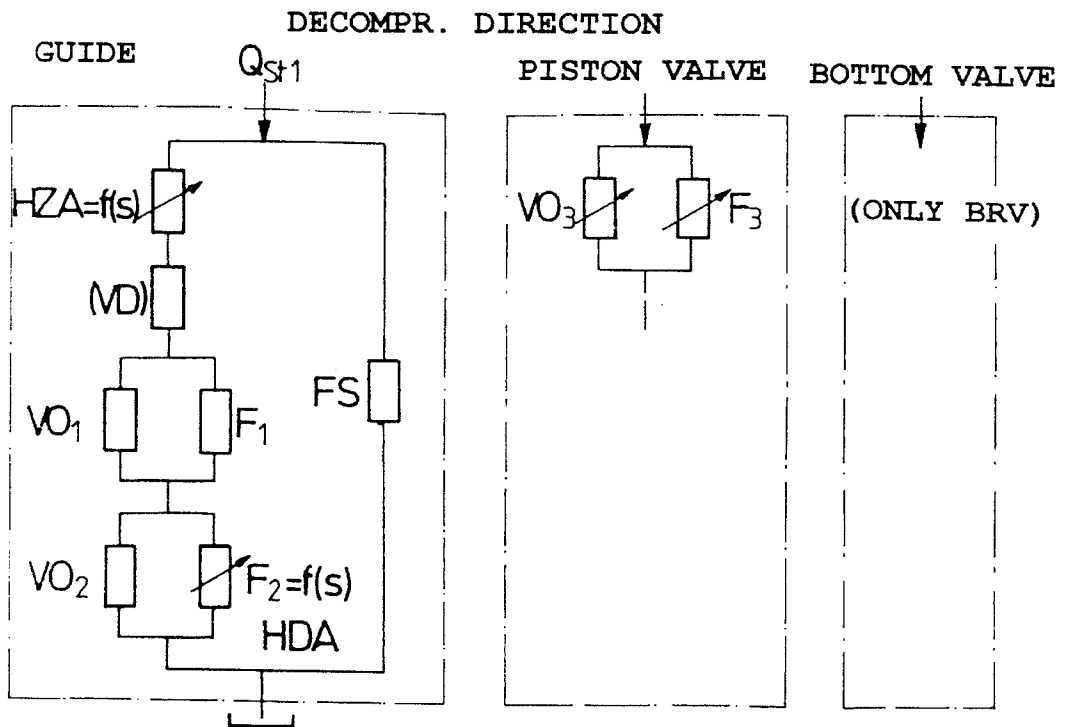 DECOMPR. DIRECTION
GUIDE
QSt1
PISTON VALVE
BOTTOM VALVE
HZA=f(s)
VO3
F3
(ONLY BRV)
(VD)
FS
VO1
F1
VO2
F2=f(s)
HDA